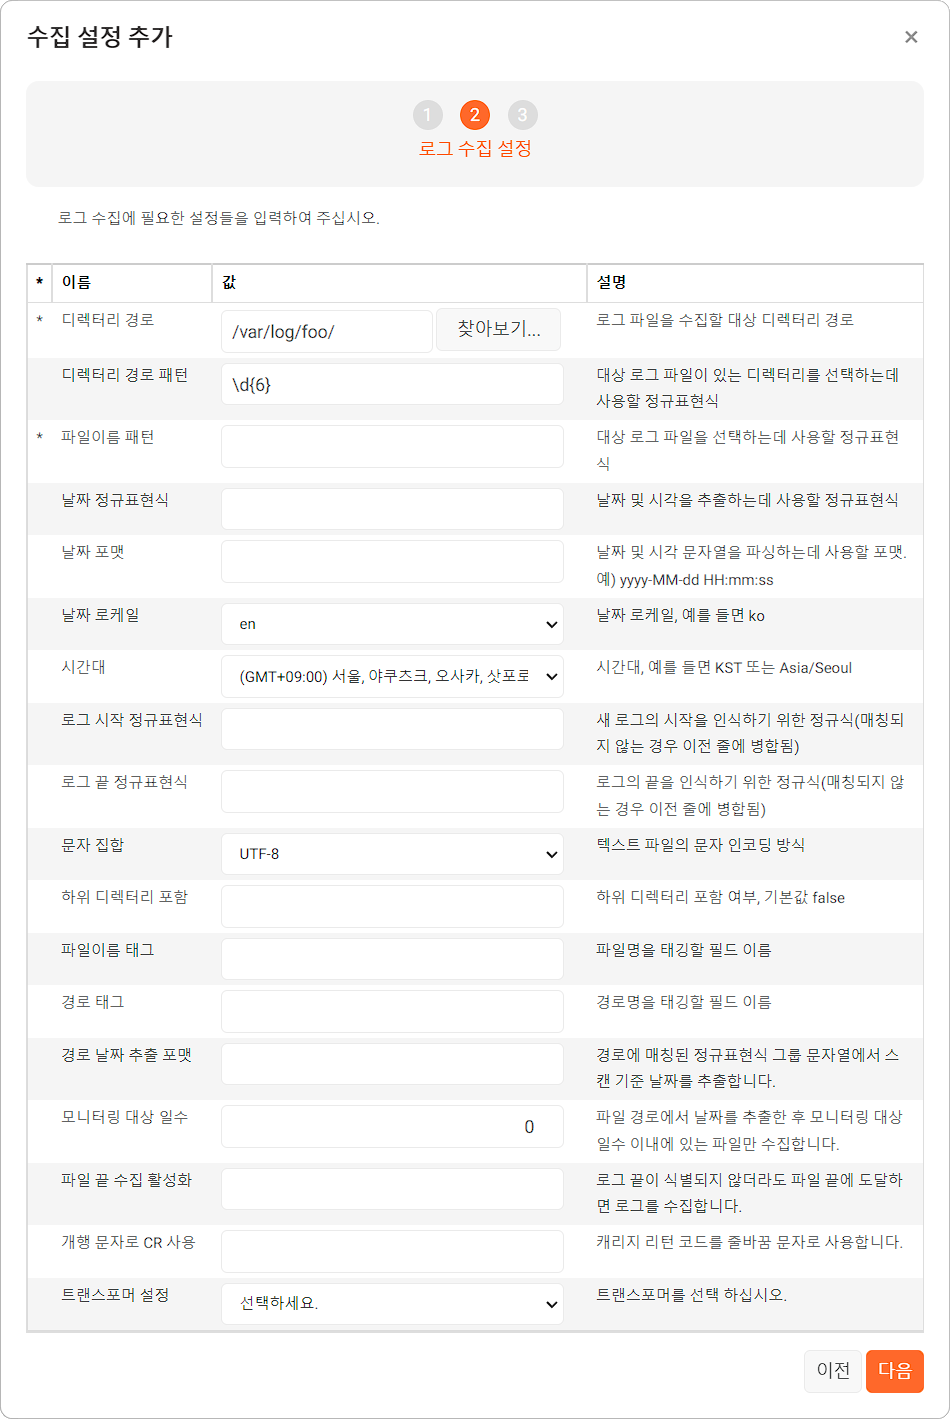 수집 설정 추가 ×
1 2 3
로그 수집 설정
로그 수집에 필요한 설정들을 입력하여 주십시오.
* 이름 값 설명
* 디렉터리 경로 /var/log/foo/ 찾아보기... 로그 파일을 수집할 대상 디렉터리 경로
디렉터리 경로 패턴 \d{6} 대상 로그 파일이 있는 디렉터리를 선택하는데
사용할 정규표현식
* 파일이름 패턴 대상 로그 파일을 선택하는데 사용할 정규표현
식
날짜 정규표현식 날짜 및 시각을 추출하는데 사용할 정규표현식
날짜 포맷 날짜 및 시각 문자열을 파싱하는데 사용할 포맷.
예) yyyy-MM-dd HH:mm:ss
날짜 로케일 en 날짜 로케일, 예를 들면 ko
시간대 (GMT+09:00) 서울, 야쿠츠크, 오사카, 삿포로 시간대, 예를 들면 KST 또는 Asia/Seoul
로그 시작 정규표현식 새 로그의 시작을 인식하기 위한 정규식(매칭되
지 않는 경우 이전 줄에 병합됨)
로그 끝 정규표현식 로그의 끝을 인식하기 위한 정규식(매칭되지 않
는 경우 이전 줄에 병합됨)
문자 집합 UTF-8 텍스트 파일의 문자 인코딩 방식
하위 디렉터리 포함 하위 디렉터리 포함 여부, 기본값 false
파일이름 태그 파일명을 태깅할 필드 이름
경로 태그 경로명을 태깅할 필드 이름
경로 날짜 추출 포맷 경로에 매칭된 정규표현식 그룹 문자열에서 스
캔 기준 날짜를 추출합니다.
모니터링 대상 일수 0 파일 경로에서 날짜를 추출한 후 모니터링 대상
일수 이내에 있는 파일만 수집합니다.
파일 끝 수집 활성화 로그 끝이 식별되지 않더라도 파일 끝에 도달하
면 로그를 수집합니다.
개행 문자로 CR 사용 캐리지 리턴 코드를 줄바꿈 문자로 사용합니다.
트랜스포머 설정 선택하세요. 트랜스포머를 선택 하십시오.
이전 다음